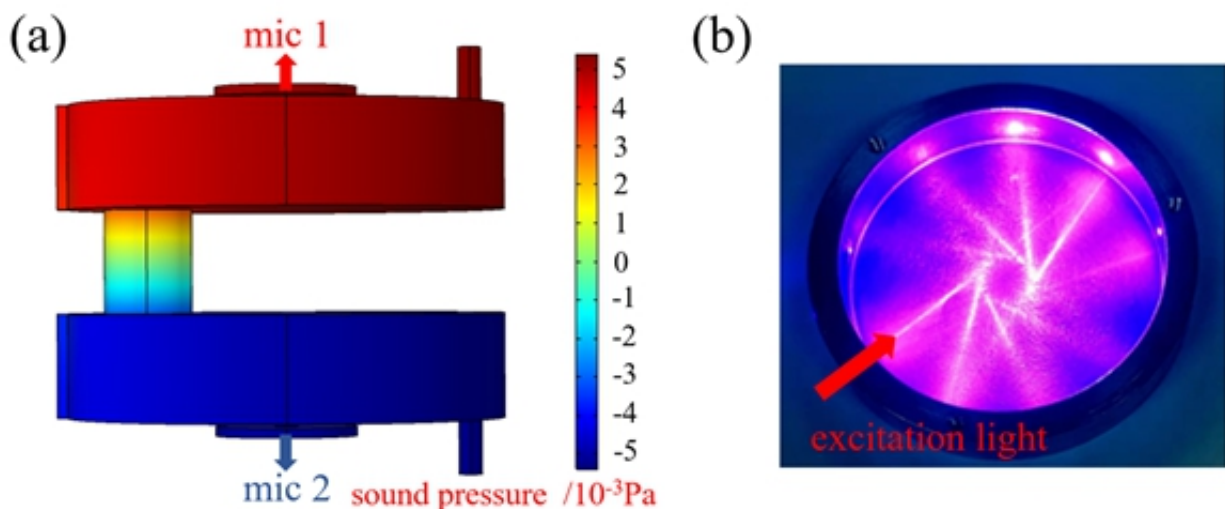 (a)
mic 1
5
4
3
2
1
0
-1
-2
-3
-4
-5
mic 2
sound pressure /10⁻³Pa
(b)
excitation light